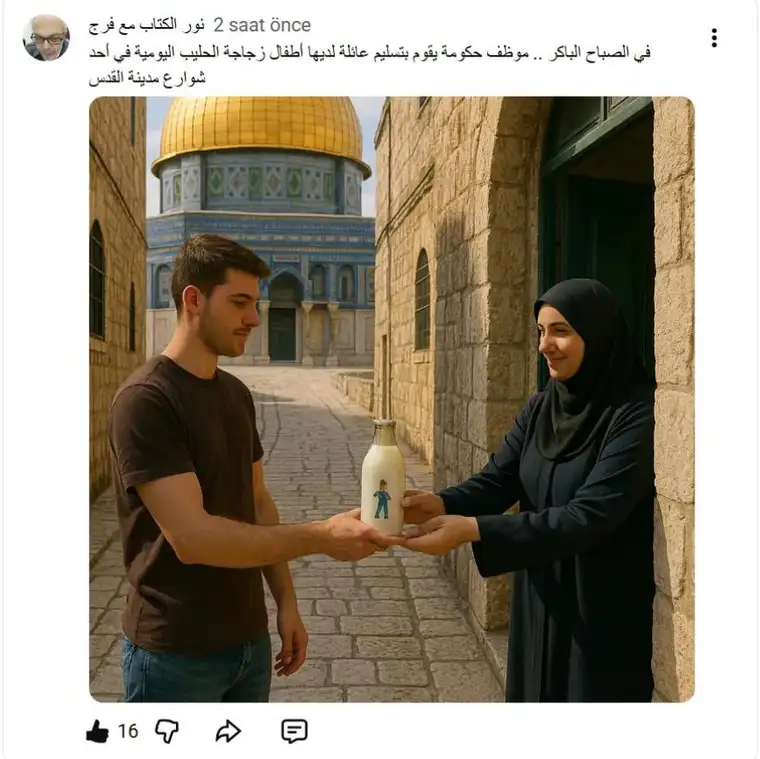 نور الكتاب مع فرج 2 saat önce
في الصباح الباكر .. موظف حكومة يقوم بتسليم عائلة لديها أطفال زجاجة الحليب اليومية في أحد
شوارع مدينة القدس
16